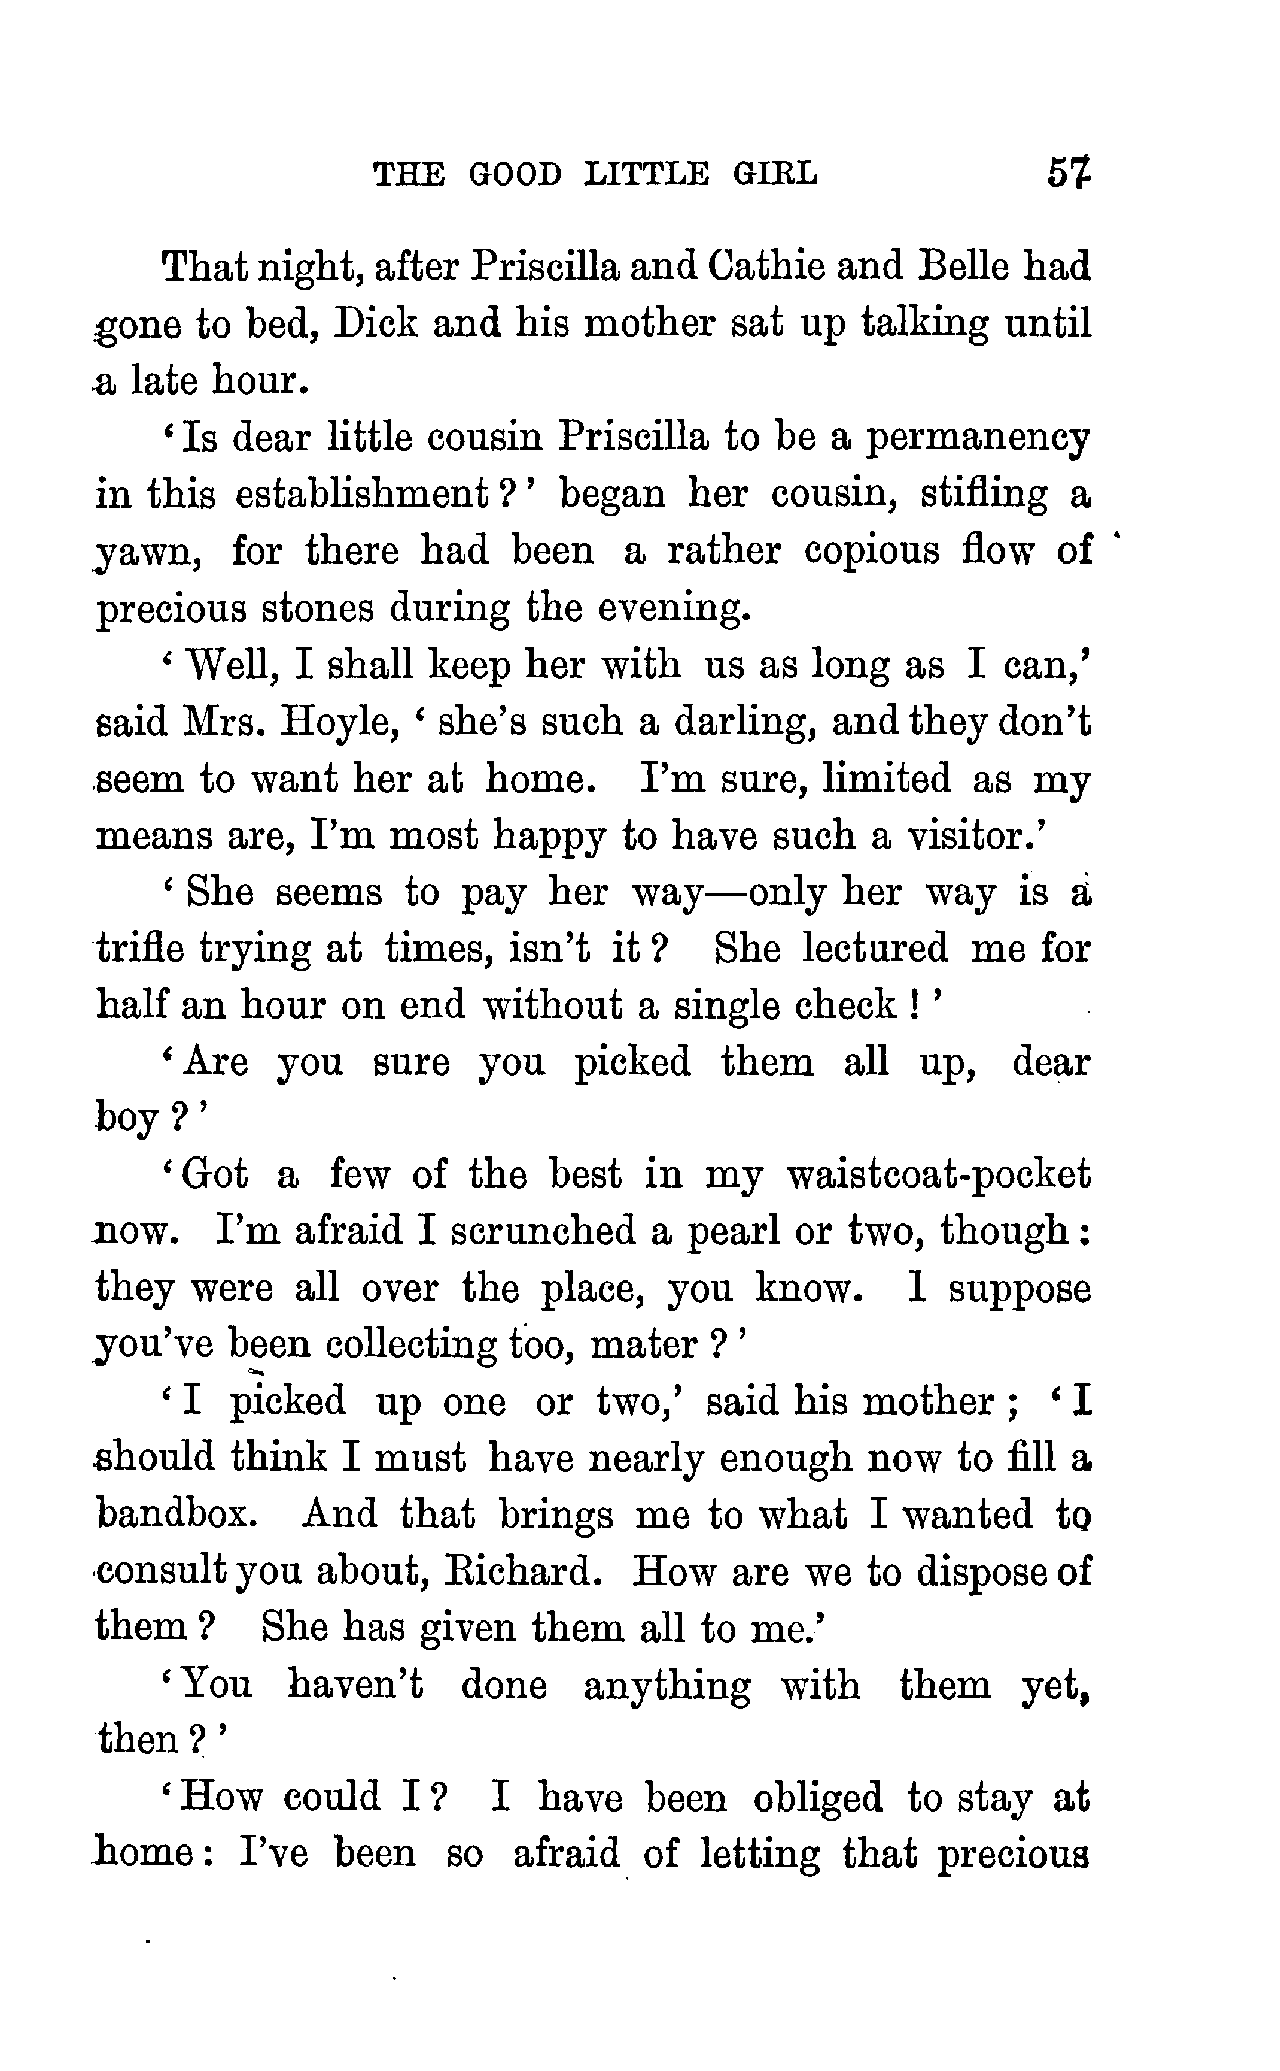 THE GOOD LITTLE GIRL 57
That night, after Priscilla and Cathie and Belle had
gone to bed, Dick and his mother sat up talking until
a late hour.
‘Is dear little cousin Priscilla to be a permanency
in this establishment?’ began her cousin, stifling a
yawn, for there had been a rather copious flow of
precious stones during the evening.
‘Well, I shall keep her with us as long as I can,’
said Mrs. Hoyle, ‘she’s such a darling, and they don’t
seem to want her at home. I’m sure, limited as my
means are, I’m most happy to have such a visitor.’
‘She seems to pay her way—only her way is a
trifle trying at times, isn’t it? She lectured me for
half an hour on end without a single check!’
‘Are you sure you picked them all up, dear
boy?’
‘Got a few of the best in my waistcoat-pocket
now. I’m afraid I scrunched a pearl or two, though:
they were all over the place, you know. I suppose
you’ve been collecting too, mater?’
‘I picked up one or two,’ said his mother; ‘I
should think I must have nearly enough now to fill a
bandbox. And that brings me to what I wanted to
consult you about, Richard. How are we to dispose of
them? She has given them all to me.’
‘You haven’t done anything with them yet,
then?’
‘How could I? I have been obliged to stay at
home: I’ve been so afraid of letting that precious